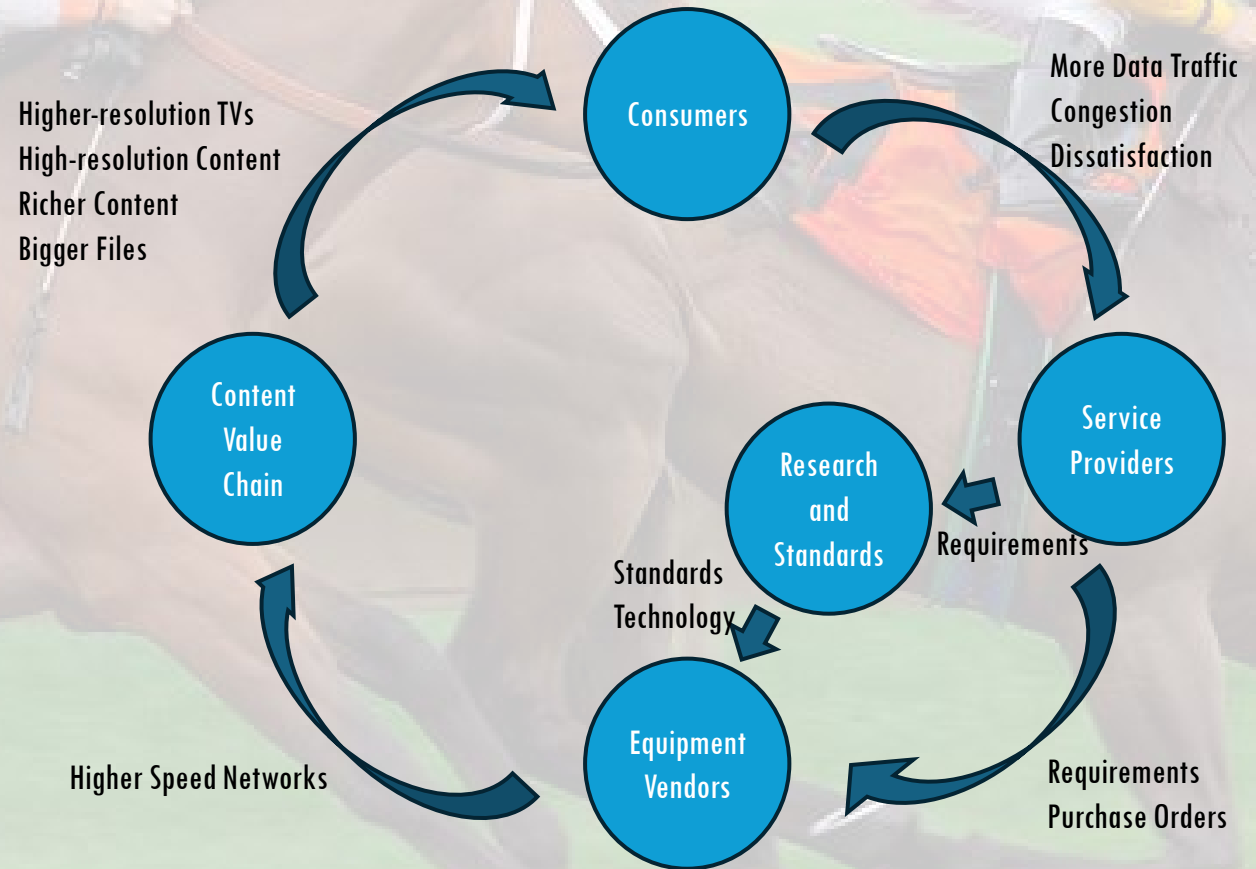 Consumers
More Data Traffic
Congestion
Dissatisfaction
Higher-resolution TVs
High-resolution Content
Richer Content
Bigger Files
Content
Value
Chain
Service
Providers
Research
and
Standards
Requirements
Standards
Technology
Equipment
Vendors
Higher Speed Networks
Requirements
Purchase Orders